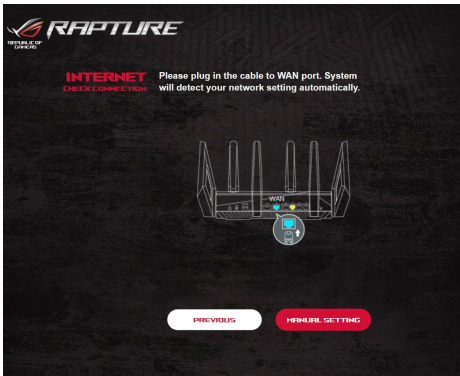 RAPTURE
REPUBLIC OF
GAMERS
INTERNET
CHECK CONNECTION
Please plug in the cable to WAN port. System
will detect your network setting automatically.
WAN
PREVIOUS
MANUAL SETTING